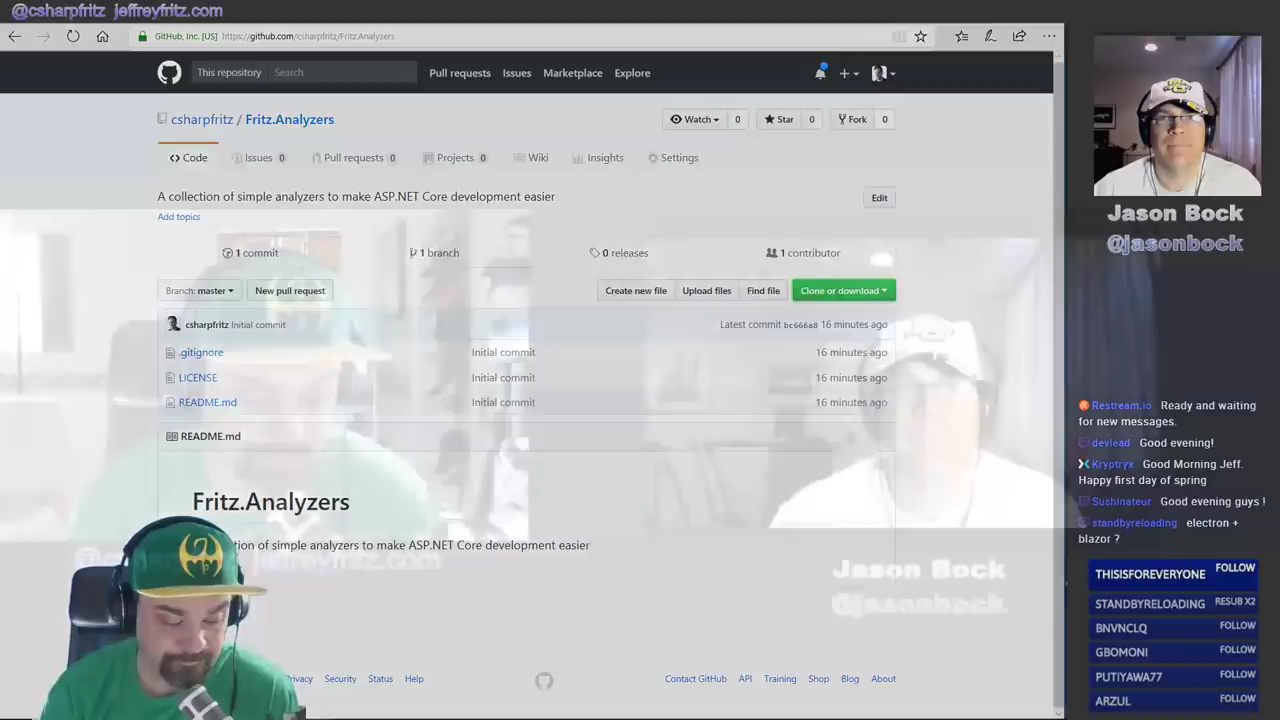 @csharpfritz jeffreyfritz.com
GitHub, Inc. [US] https://github.com/csharpfritz/Fritz.Analyzers
This repository Search Pull requests Issues Marketplace Explore
csharpfritz / Fritz.Analyzers Watch 0 Star 0 Fork 0
Code Issues 0 Pull requests 0 Projects 0 Wiki Insights Settings
A collection of simple analyzers to make ASP.NET Core development easier Edit
Add topics
1 commit 1 branch 0 releases 1 contributor
Branch: master New pull request Create new file Upload files Find file Clone or download
csharpfritz Initial commit Latest commit bc666a8 16 minutes ago
.gitignore Initial commit 16 minutes ago
LICENSE Initial commit 16 minutes ago
README.md Initial commit 16 minutes ago
README.md
Fritz.Analyzers
tion of simple analyzers to make ASP.NET Core development easier
jeffreyfritz.com
Jason Bock
@jasonbock
rivacy Security Status Help Contact GitHub API Training Shop Blog About
Jason Bock
@jasonbock
Restream.io Ready and waiting
for new messages.
devlead Good evening!
Kryptryx Good Morning Jeff.
Happy first day of spring
Sushinateur Good evening guys !
standbyreloading electron +
blazor ?
THISISFOREVERYONE FOLLOW
STANDBYRELOADING RESUB X2
BNVNCLQ FOLLOW
GBOMONI FOLLOW
PUTIYAWA77 FOLLOW
ARZUL FOLLOW